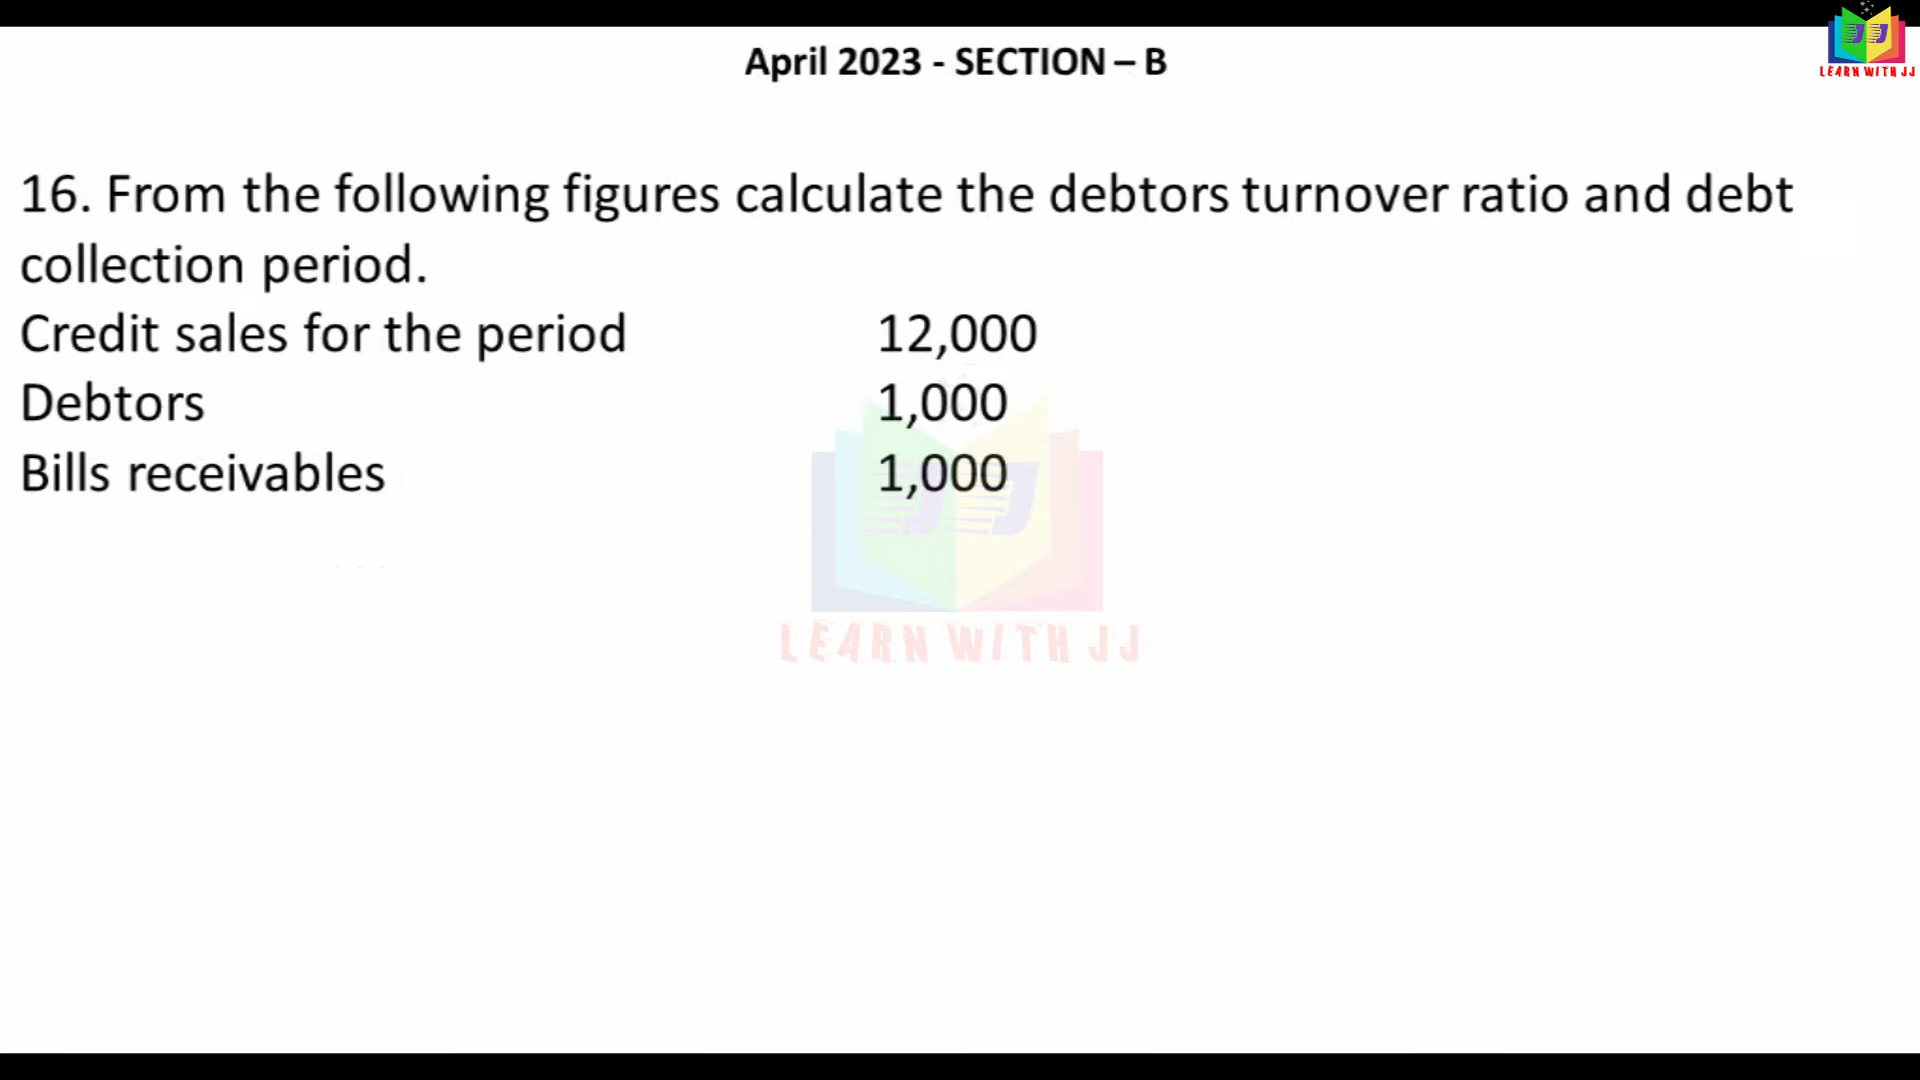 LEARN WITH JJ
April 2023 - SECTION – B
16. From the following figures calculate the debtors turnover ratio and debt
collection period.
Credit sales for the period 12,000
Debtors 1,000
Bills receivables 1,000
LEARN WITH JJ